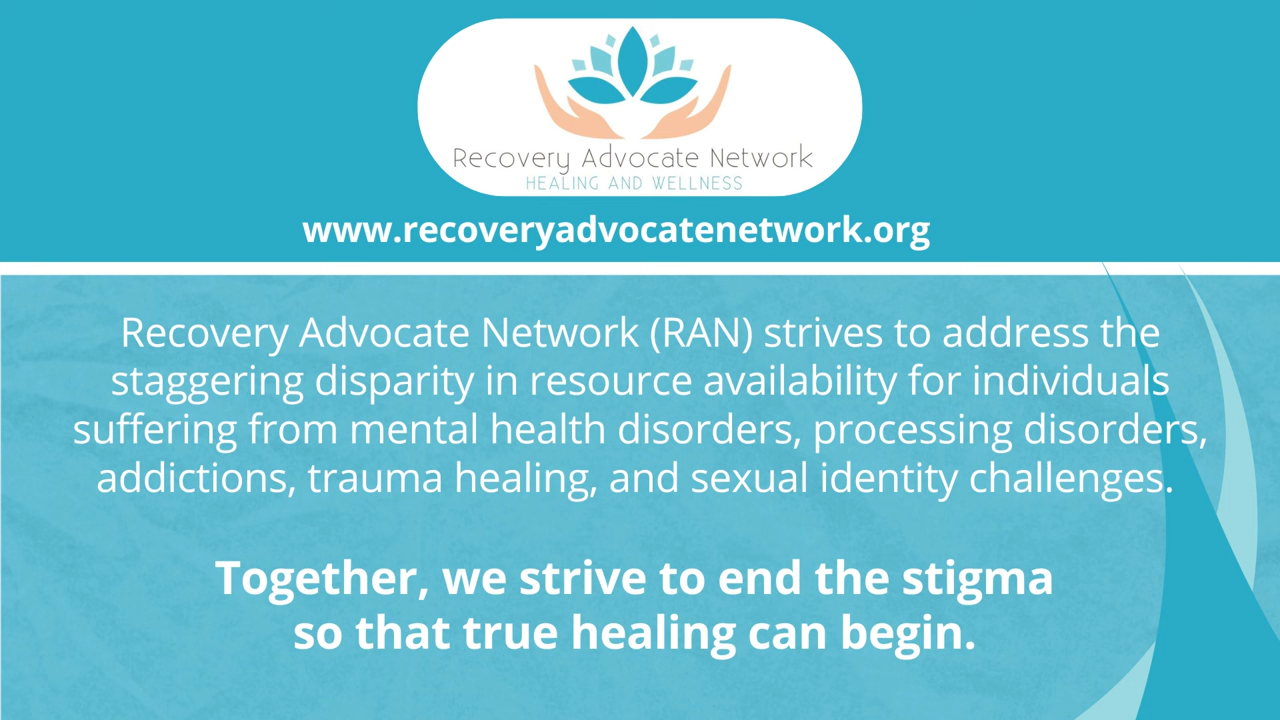 Recovery Advocate Network
HEALING AND WELLNESS
www.recoveryadvocatenetwork.org
Recovery Advocate Network (RAN) strives to address the
staggering disparity in resource availability for individuals
suffering from mental health disorders, processing disorders,
addictions, trauma healing, and sexual identity challenges.
Together, we strive to end the stigma
so that true healing can begin.